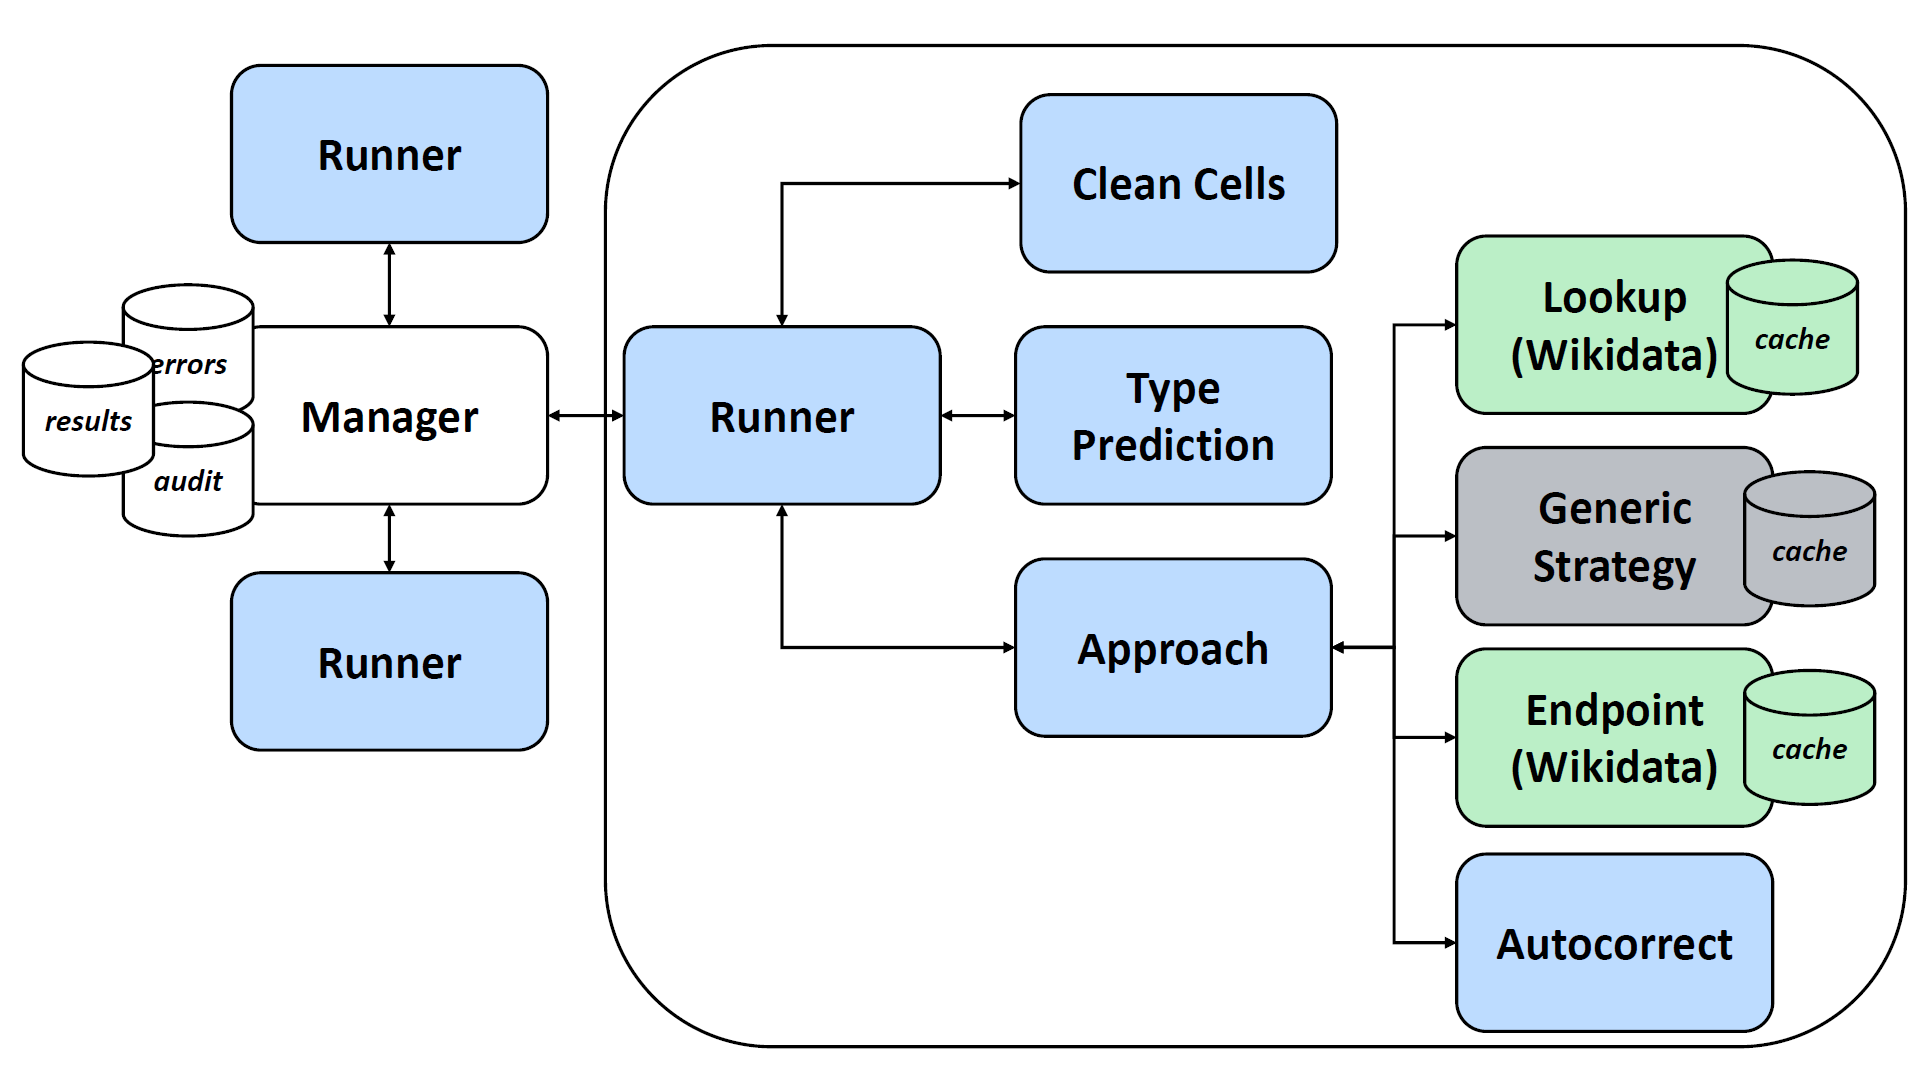 Runner
errors
results
audit
Manager
Runner
Runner
Clean Cells
Type
Prediction
Approach
Lookup
(Wikidata)
cache
Generic
Strategy
cache
Endpoint
(Wikidata)
cache
Autocorrect